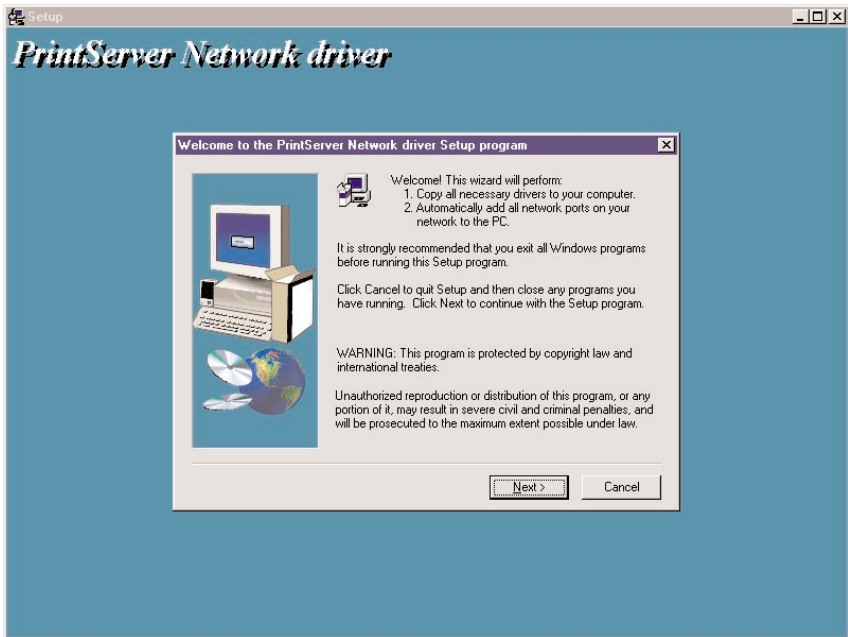 Setup
PrintServer Network driver
Welcome to the PrintServer Network driver Setup program
Welcome! This wizard will perform:
1. Copy all necessary drivers to your computer.
2. Automatically add all network ports on your
network to the PC.
It is strongly recommended that you exit all Windows programs
before running this Setup program.
Click Cancel to quit Setup and then close any programs you
have running. Click Next to continue with the Setup program.
WARNING: This program is protected by copyright law and
international treaties.
Unauthorized reproduction or distribution of this program, or any
portion of it, may result in severe civil and criminal penalties, and
will be prosecuted to the maximum extent possible under law.
Next >
Cancel